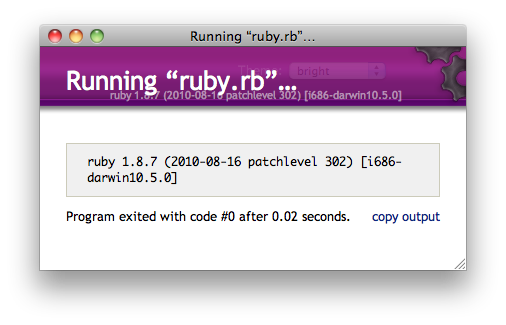 Running “ruby.rb”…
Theme: bright
Running “ruby.rb”…
ruby 1.8.7 (2010-08-16 patchlevel 302) [i686-darwin10.5.0]
ruby 1.8.7 (2010-08-16 patchlevel 302) [i686-
darwin10.5.0]
Program exited with code #0 after 0.02 seconds. copy output